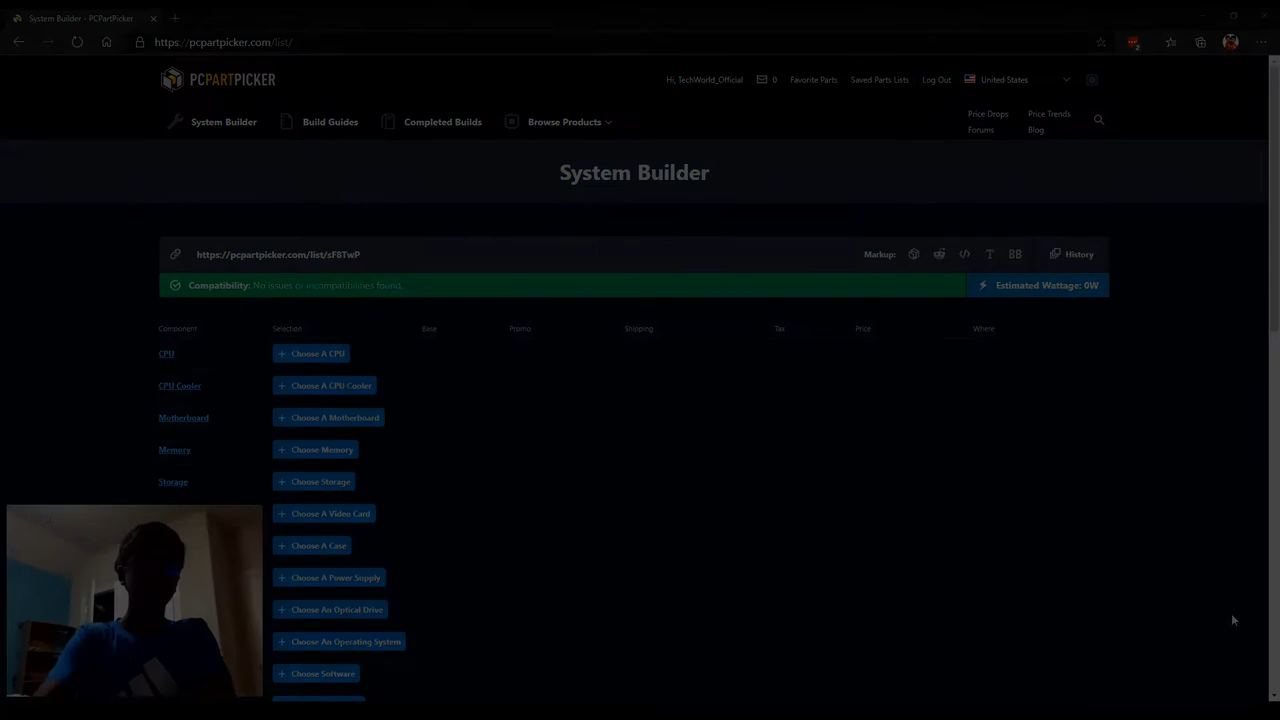 System Builder - PCPartPicker
https://pcpartpicker.com/list/
2
PCPARTPICKER
Hi, TechWorld_Official
0
Favorite Parts
Saved Parts Lists
Log Out
United States
System Builder
Build Guides
Completed Builds
Browse Products
Price Drops
Price Trends
Forums
Blog
System Builder
https://pcpartpicker.com/list/sF8TwP
Markup:
BB
History
Compatibility: No issues or incompatibilities found.
Estimated Wattage: 0W
Component Selection Base Promo Shipping Tax Price Where
CPU
+ Choose A CPU
CPU Cooler
+ Choose A CPU Cooler
Motherboard
+ Choose A Motherboard
Memory
+ Choose Memory
Storage
+ Choose Storage
+ Choose A Video Card
+ Choose A Case
+ Choose A Power Supply
+ Choose An Optical Drive
+ Choose An Operating System
+ Choose Software